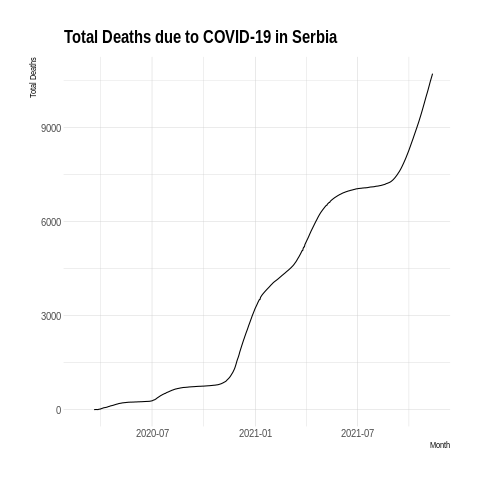 Total Deaths due to COVID-19 in Serbia
Total Deaths
9000
6000
3000
0
2020-07
2021-01
2021-07
Month